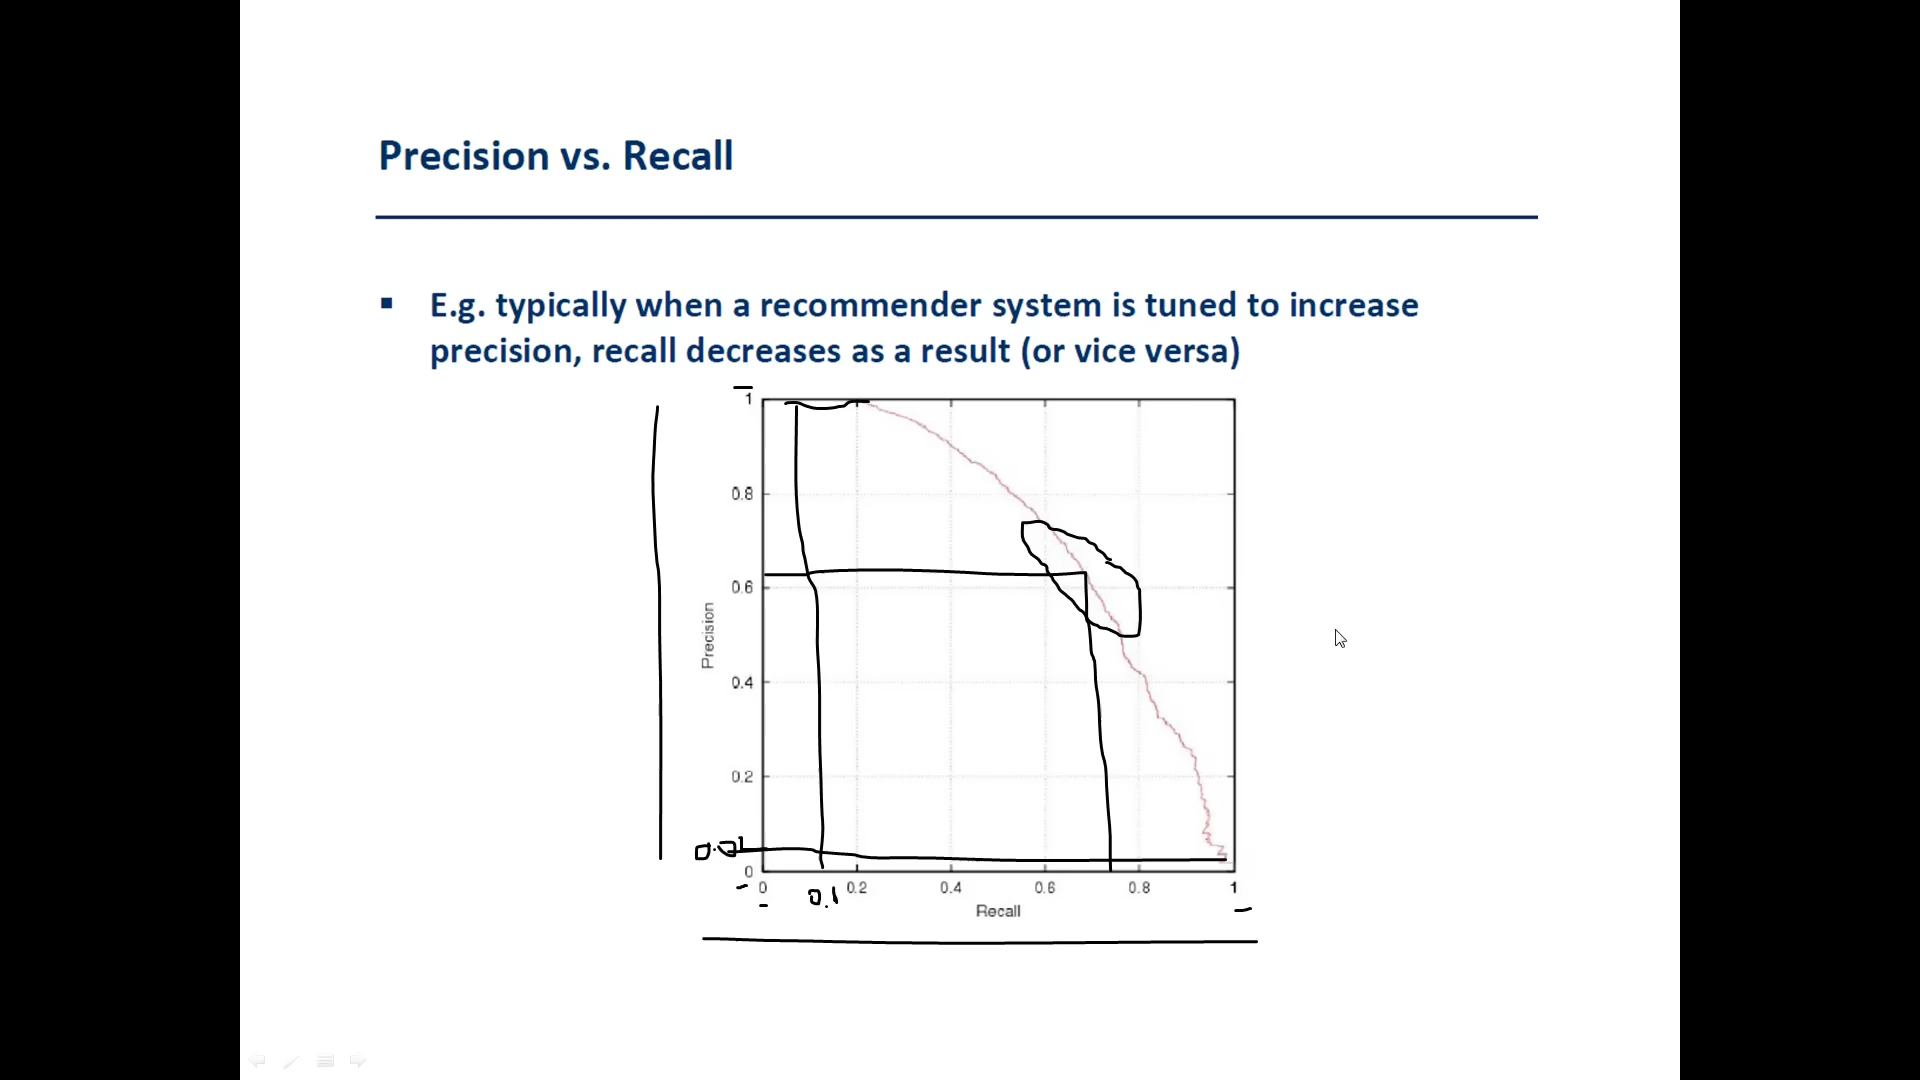 Precision vs. Recall
▪ E.g. typically when a recommender system is tuned to increase
precision, recall decreases as a result (or vice versa)
1
0.8
0.6
Precision
0.4
0.2
0.01
0
0 0.1 0.2 0.4 0.6 0.8 1
Recall